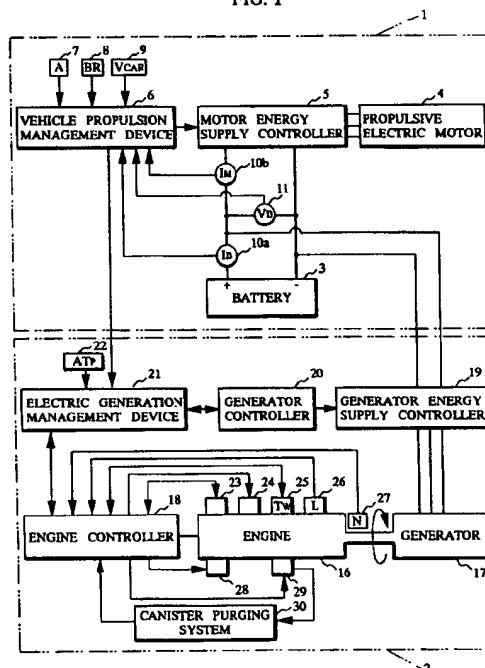 FIG. 1
1
7 8 9
A BR VCAR
6 5 4
VEHICLE PROPULSION MANAGEMENT DEVICE
MOTOR ENERGY SUPPLY CONTROLLER
PROPULSIVE ELECTRIC MOTOR
IM 10b
11
VB
IB 10a
3
+ -
BATTERY
22
ATP
21 20 19
ELECTRIC GENERATION MANAGEMENT DEVICE
GENERATOR CONTROLLER
GENERATOR ENERGY SUPPLY CONTROLLER
18 23 24 25 26 27
TW L N
ENGINE CONTROLLER
ENGINE
GENERATOR
28 29 16 17
30
CANISTER PURGING SYSTEM
2